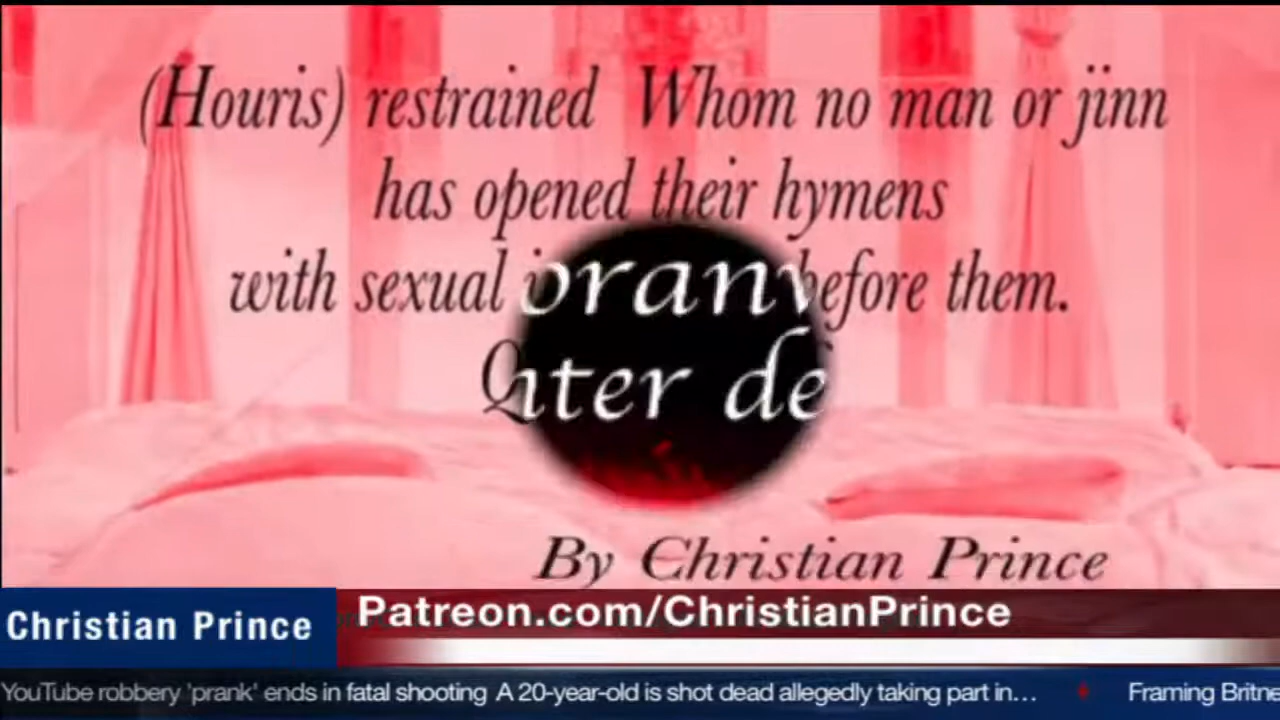 (Houris) restrained Whom no man or jinn
has opened their hymens
with sexual before them.
By Christian Prince
Christian Prince
Patreon.com/ChristianPrince
YouTube robbery 'prank' ends in fatal shooting A 20-year-old is shot dead allegedly taking part in… Framing Britne